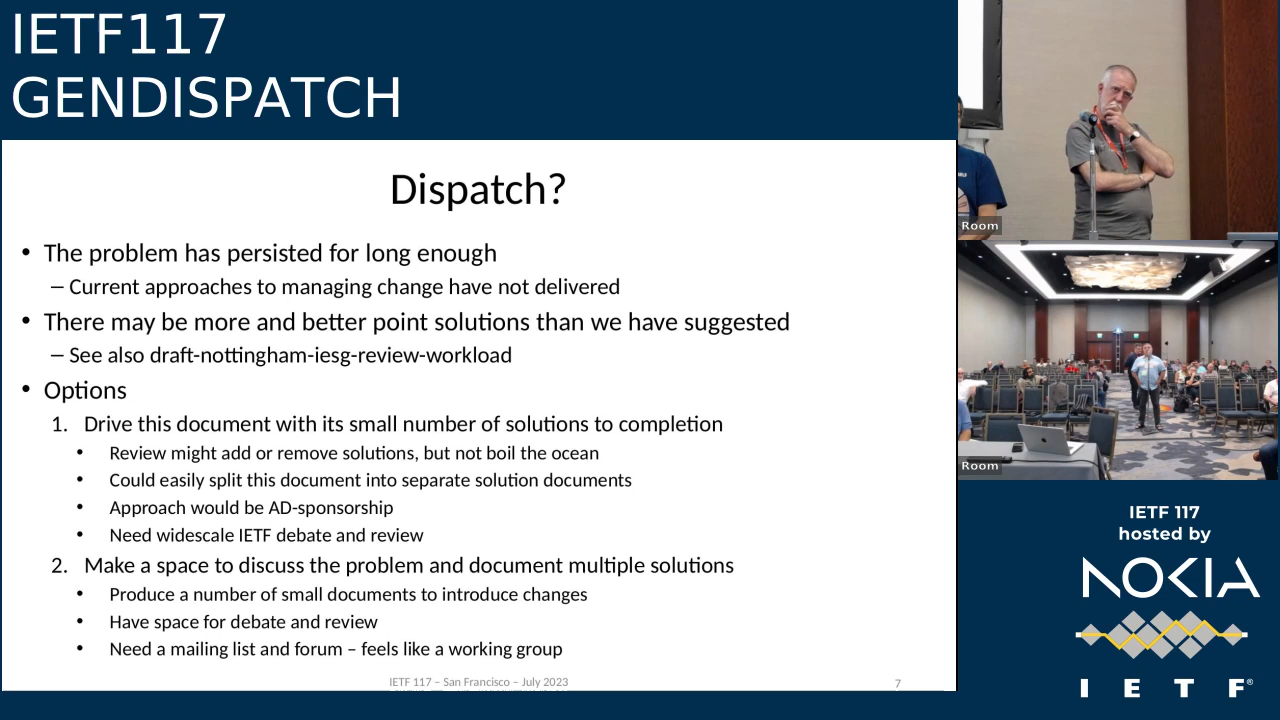 IETF117
GENDISPATCH
Dispatch?
• The problem has persisted for long enough
– Current approaches to managing change have not delivered
• There may be more and better point solutions than we have suggested
– See also draft-nottingham-iesg-review-workload
• Options
1. Drive this document with its small number of solutions to completion
• Review might add or remove solutions, but not boil the ocean
• Could easily split this document into separate solution documents
• Approach would be AD-sponsorship
• Need widescale IETF debate and review
2. Make a space to discuss the problem and document multiple solutions
• Produce a number of small documents to introduce changes
• Have space for debate and review
• Need a mailing list and forum – feels like a working group
IETF 117 – San Francisco – July 2023
7
Room
Room
IETF 117
hosted by
NOKIA
I E T F®